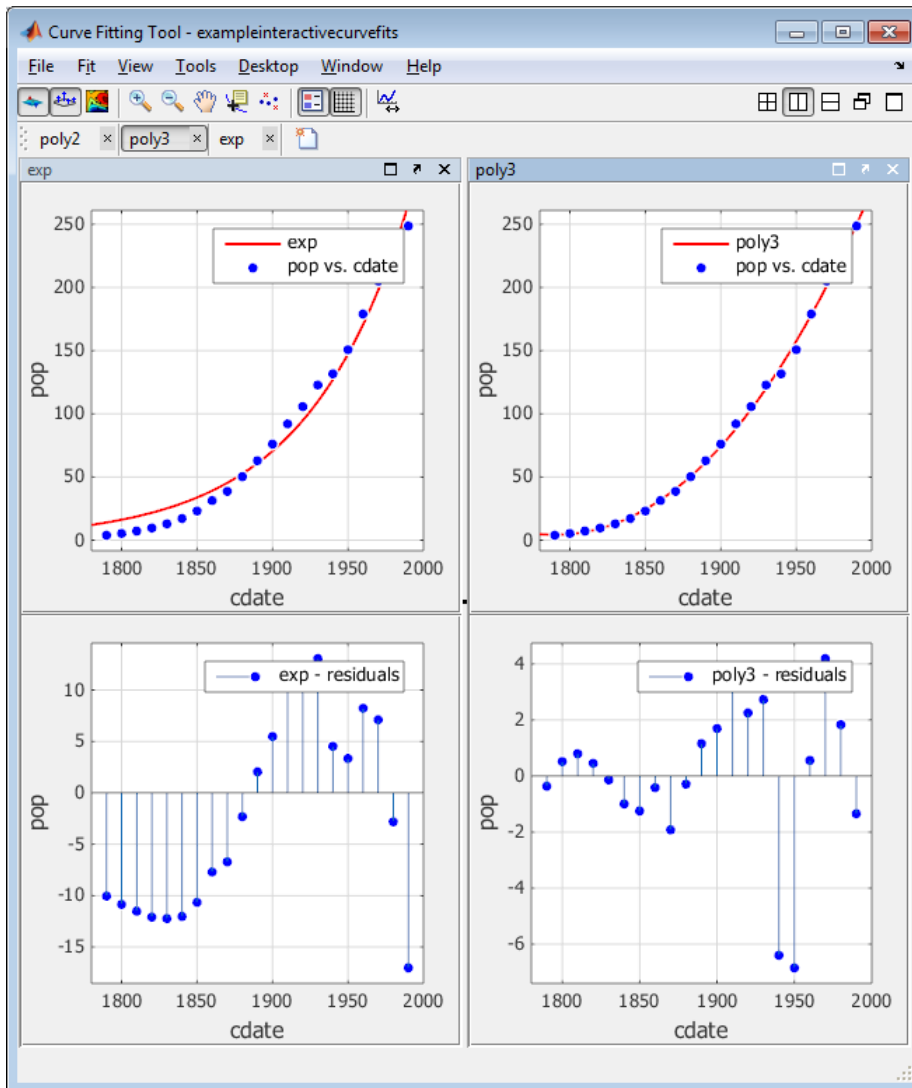 Curve Fitting Tool - exampleinteractivecurvefits
File Fit View Tools Desktop Window Help
poly2 poly3 exp
exp
250
200
150
100
50
0
pop
exp
pop vs. cdate
1800 1850 1900 1950 2000
cdate
10
5
0
-5
-10
-15
pop
exp - residuals
1800 1850 1900 1950 2000
cdate
poly3
250
200
150
100
50
0
pop
poly3
pop vs. cdate
1800 1850 1900 1950 2000
cdate
4
2
0
-2
-4
-6
pop
poly3 - residuals
1800 1850 1900 1950 2000
cdate